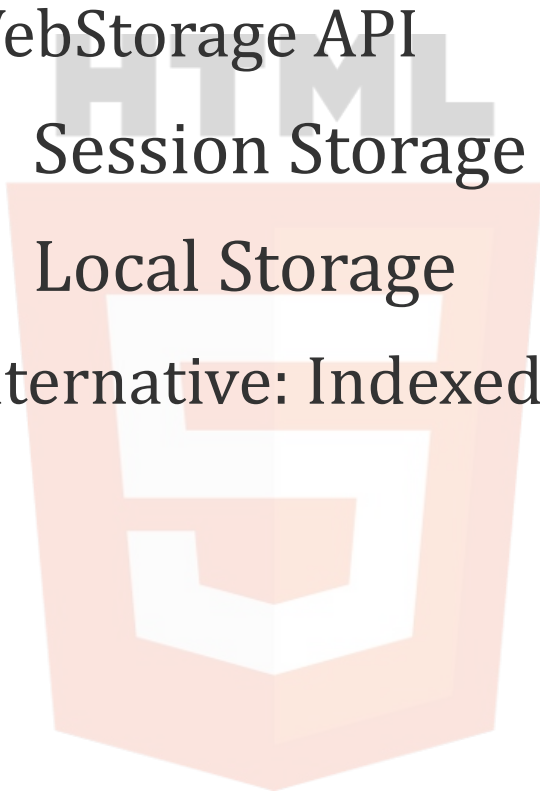 ebStorage API
HTML
Session Storage
Local Storage
ternative: Indexed